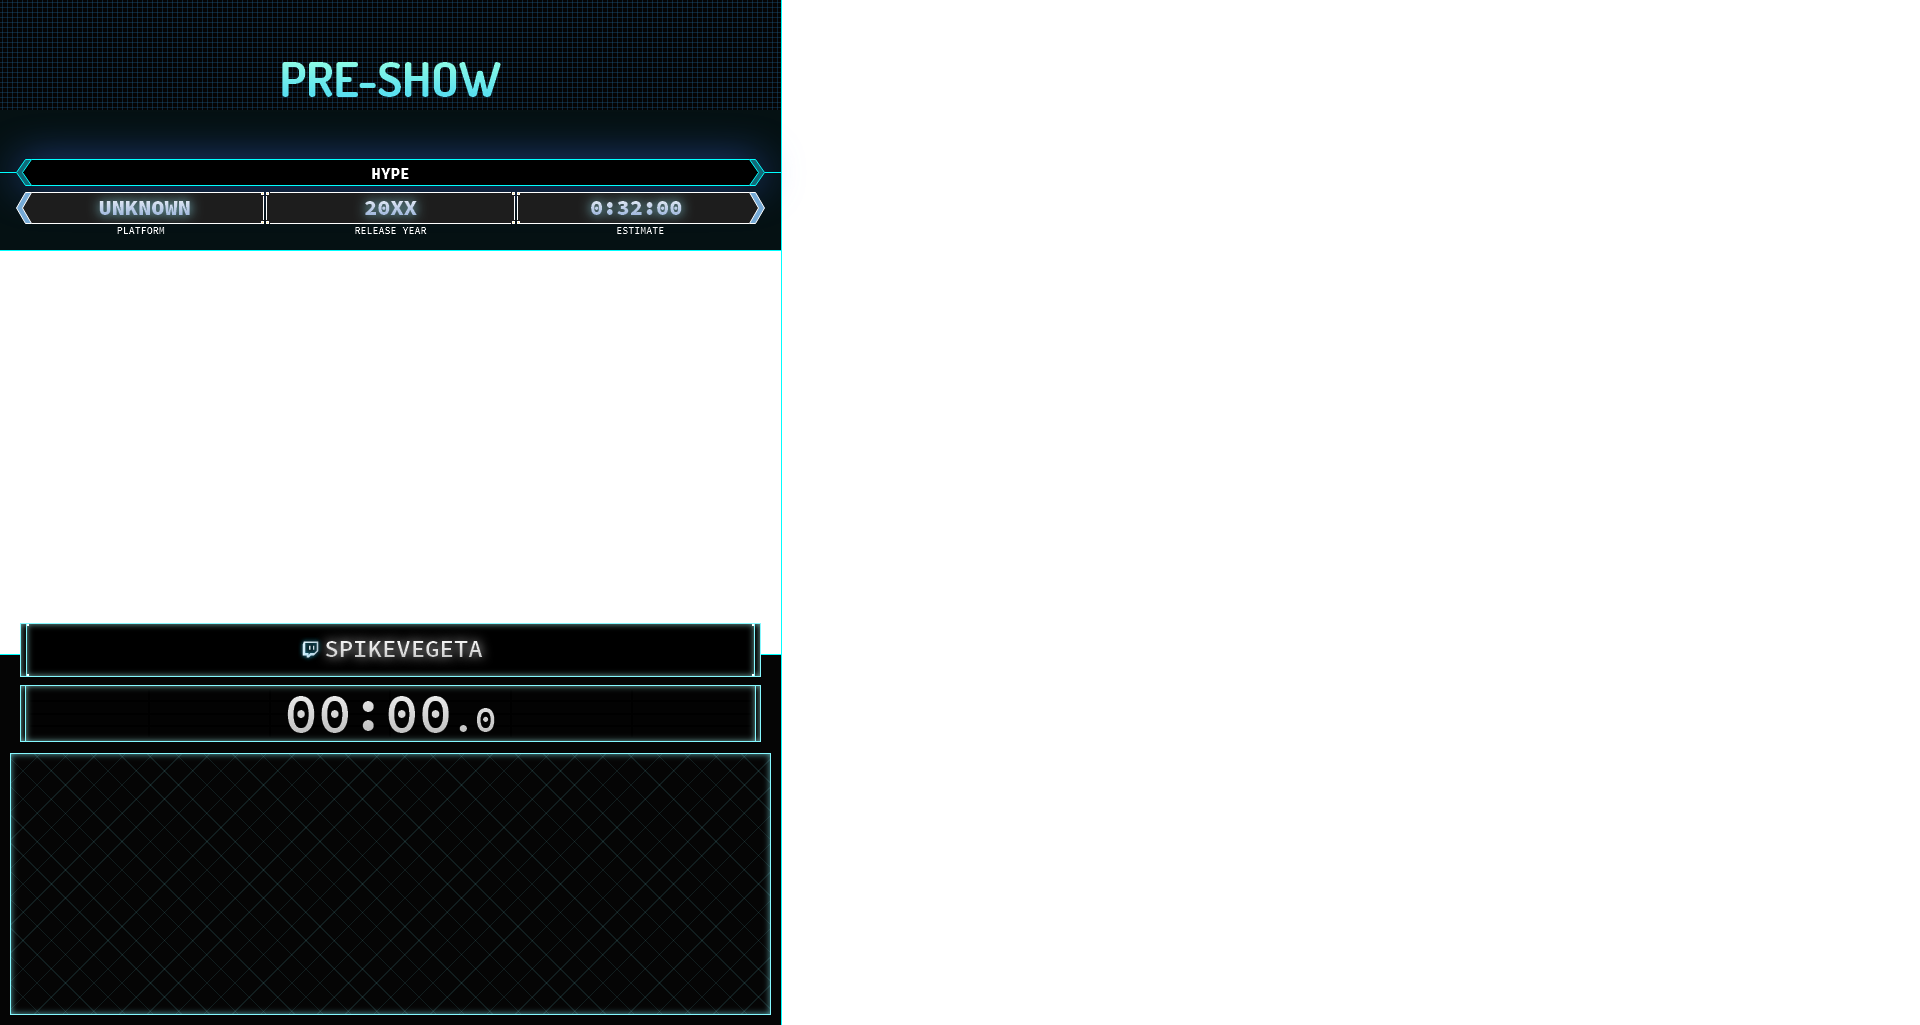 PRE-SHOW
HYPE
UNKNOWN 20XX 0:32:00
PLATFORM RELEASE YEAR ESTIMATE
SPIKEVEGETA
00:00.0